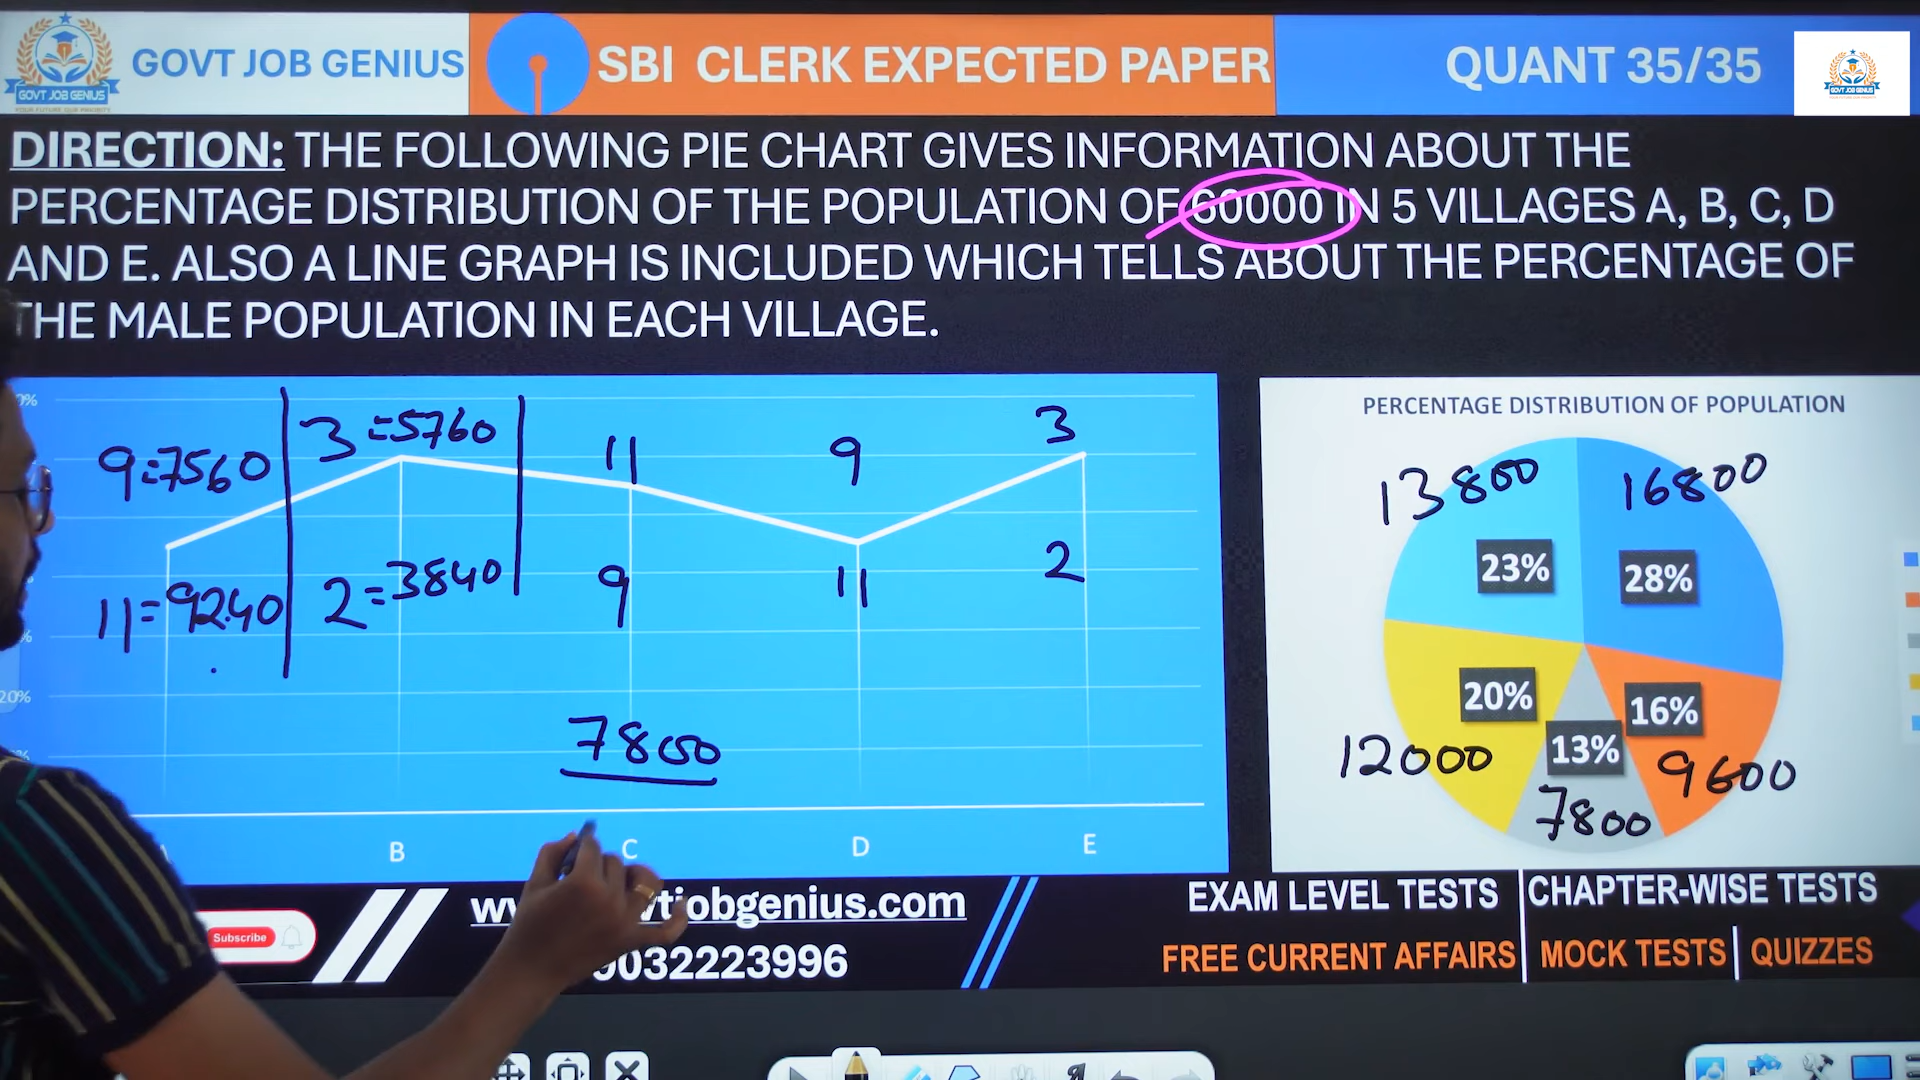 GOVT JOB GENIUS
SBI CLERK EXPECTED PAPER
QUANT 35/35
GOVT JOB GENIUS
GOVT JOB GENIUS
DIRECTION: THE FOLLOWING PIE CHART GIVES INFORMATION ABOUT THE
PERCENTAGE DISTRIBUTION OF THE POPULATION OF 60000 IN 5 VILLAGES A, B, C, D
AND E. ALSO A LINE GRAPH IS INCLUDED WHICH TELLS ABOUT THE PERCENTAGE OF
THE MALE POPULATION IN EACH VILLAGE.
9=7560
3=5760
11
9
3
11=9240
2=3840
9
11
2
20%
7800
B
C
D
E
PERCENTAGE DISTRIBUTION OF POPULATION
13800
16800
23%
28%
20%
16%
13%
12000
9600
7800
Subscribe
EXAM LEVEL TESTS
CHAPTER-WISE TESTS
FREE CURRENT AFFAIRS
MOCK TESTS
QUIZZES